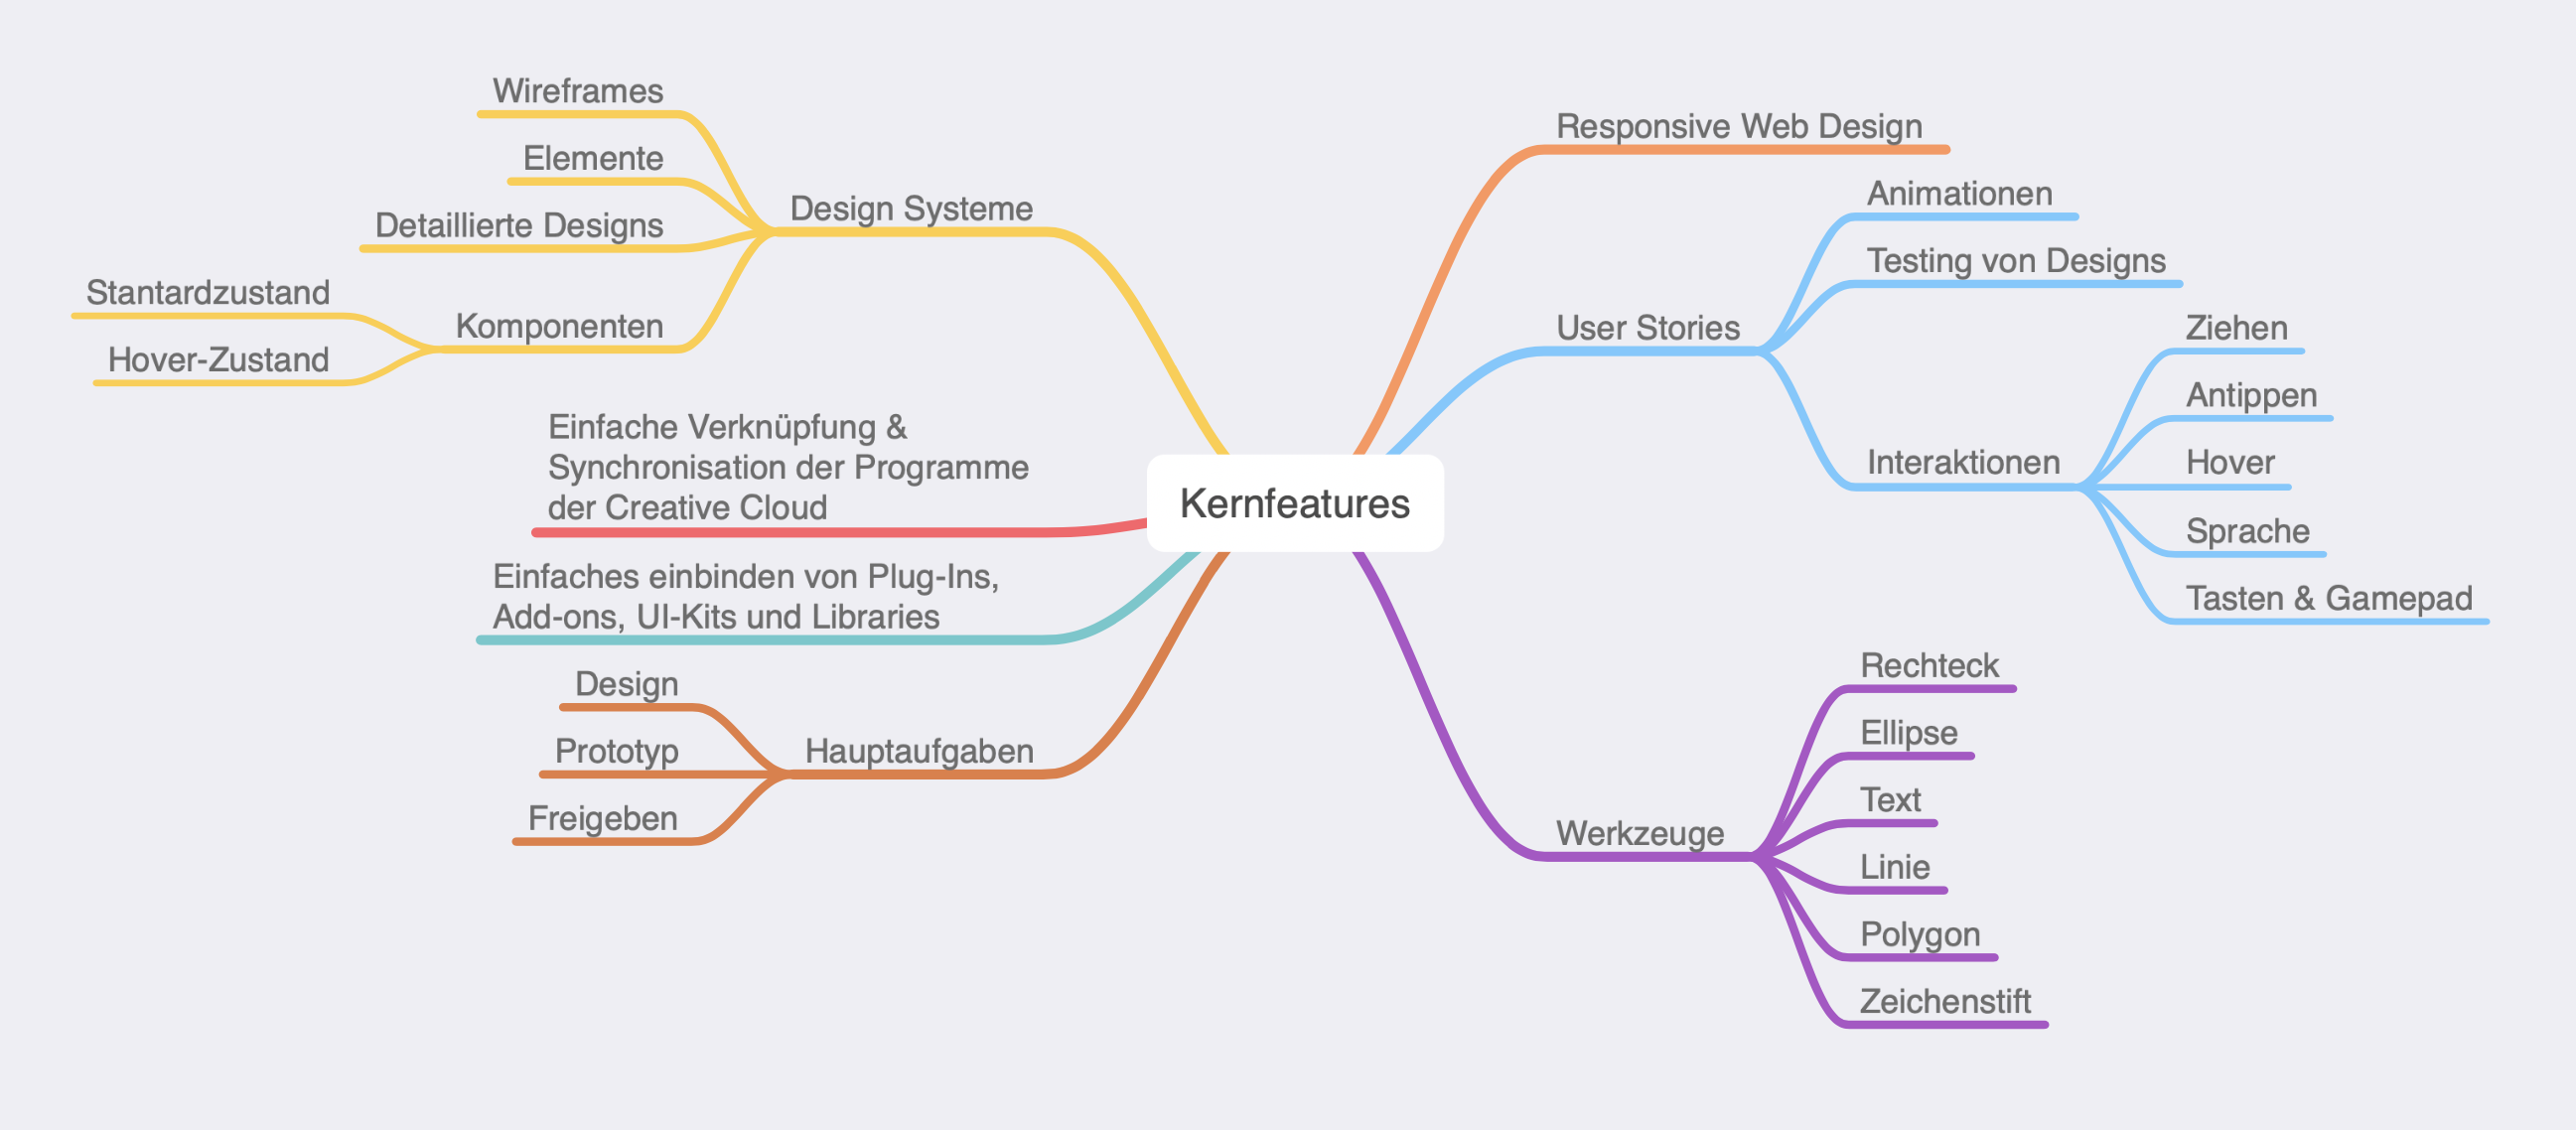 Kernfeatures
Design Systeme
Wireframes
Elemente
Detaillierte Designs
Komponenten
Stantardzustand
Hover-Zustand
Einfache Verknüpfung &
Synchronisation der Programme
der Creative Cloud
Einfaches einbinden von Plug-Ins,
Add-ons, UI-Kits und Libraries
Hauptaufgaben
Design
Prototyp
Freigeben
Responsive Web Design
User Stories
Animationen
Testing von Designs
Interaktionen
Ziehen
Antippen
Hover
Sprache
Tasten & Gamepad
Werkzeuge
Rechteck
Ellipse
Text
Linie
Polygon
Zeichenstift